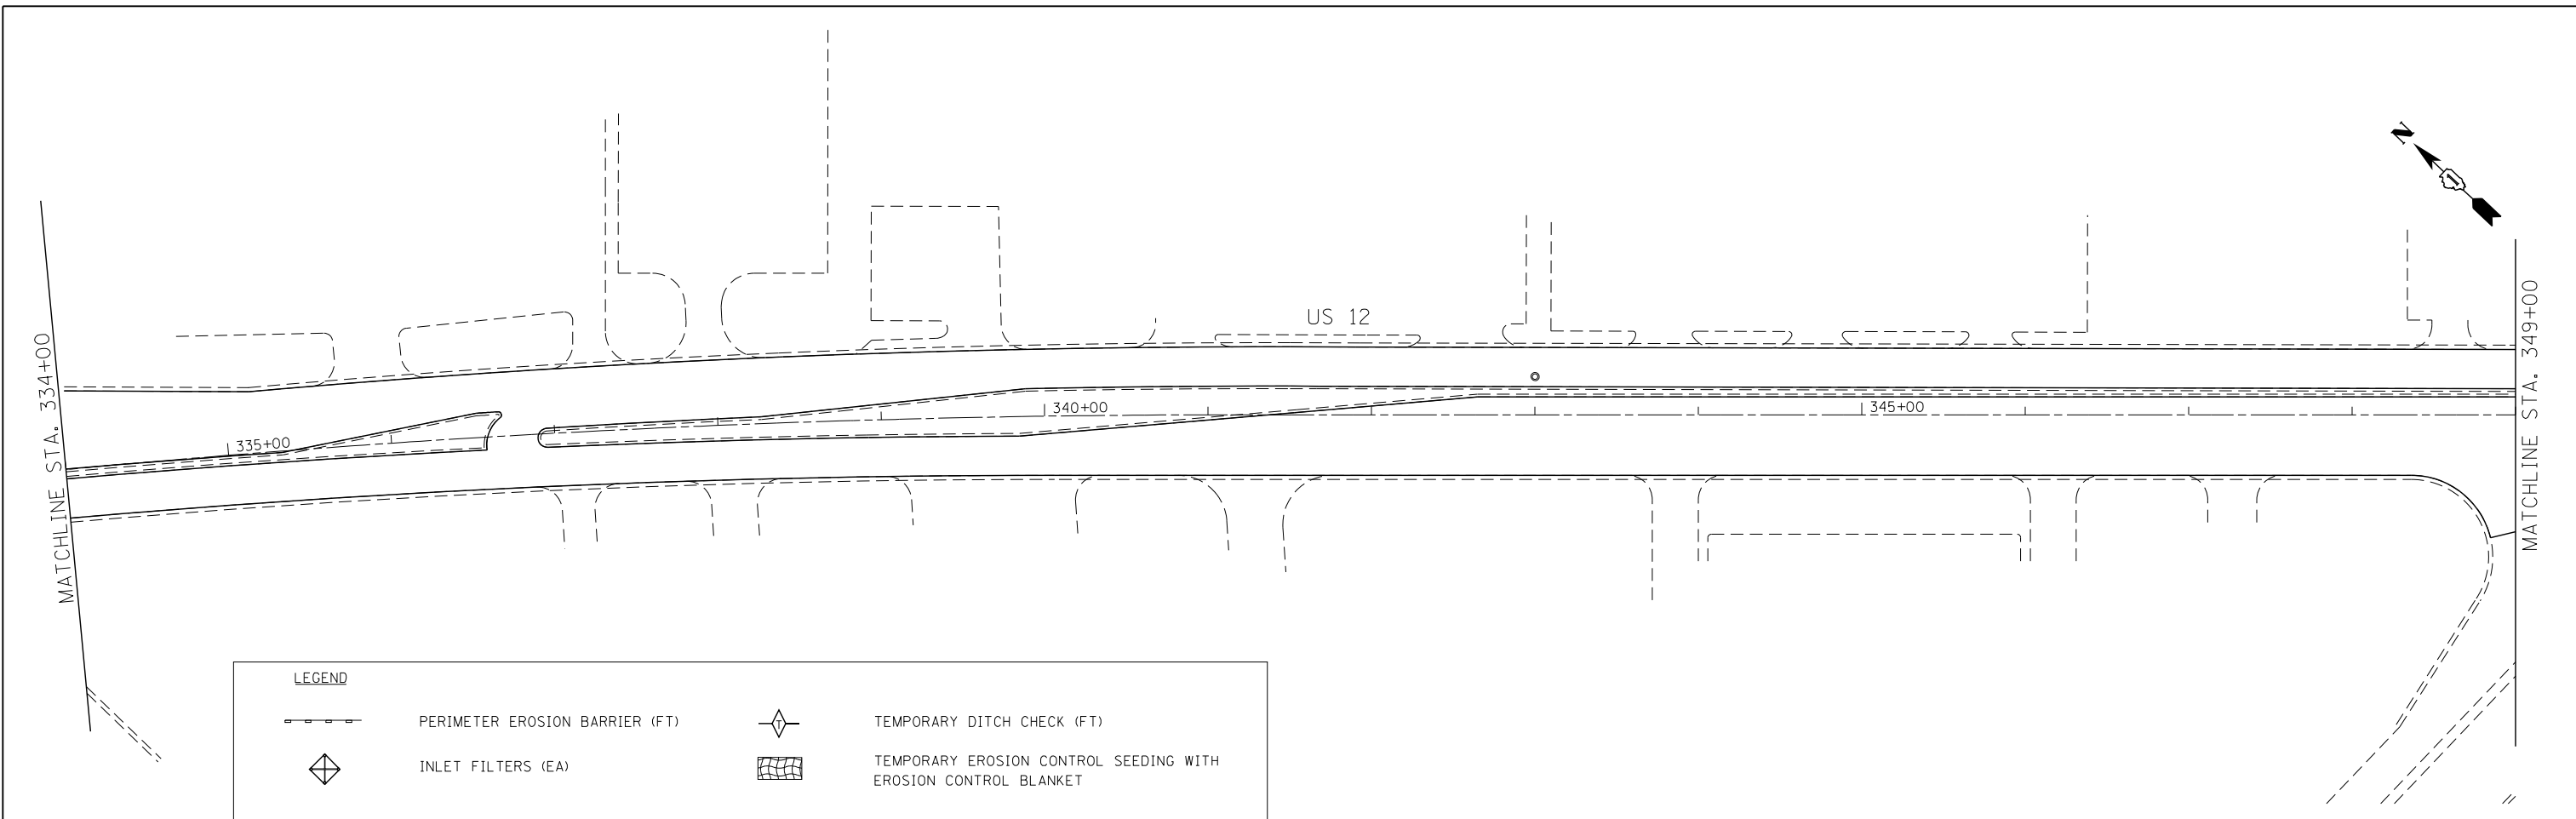 N
US 12
MATCHLINE STA. 334+00
335+00
340+00
345+00
MATCHLINE STA. 349+00
LEGEND
PERIMETER EROSION BARRIER (FT)
T
TEMPORARY DITCH CHECK (FT)
INLET FILTERS (EA)
TEMPORARY EROSION CONTROL SEEDING WITH
EROSION CONTROL BLANKET